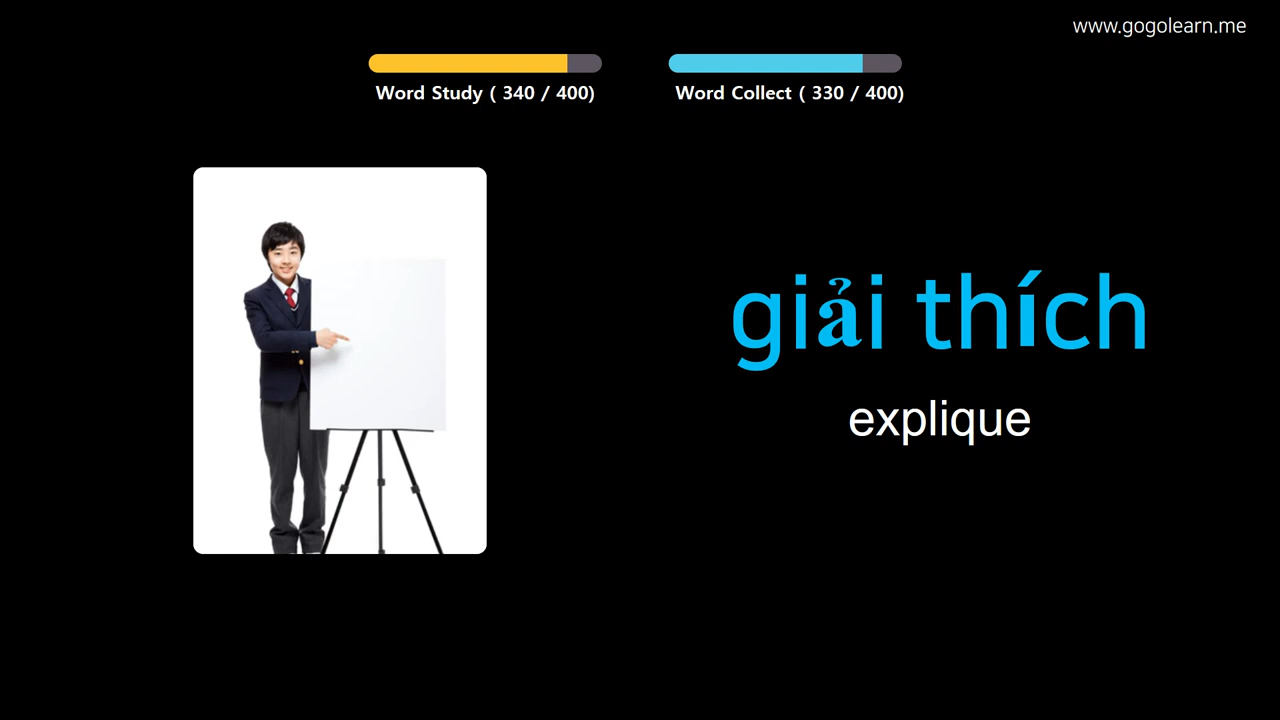 www.gogolearn.me
Word Study ( 340 / 400)
Word Collect ( 330 / 400)
giải thích
explique